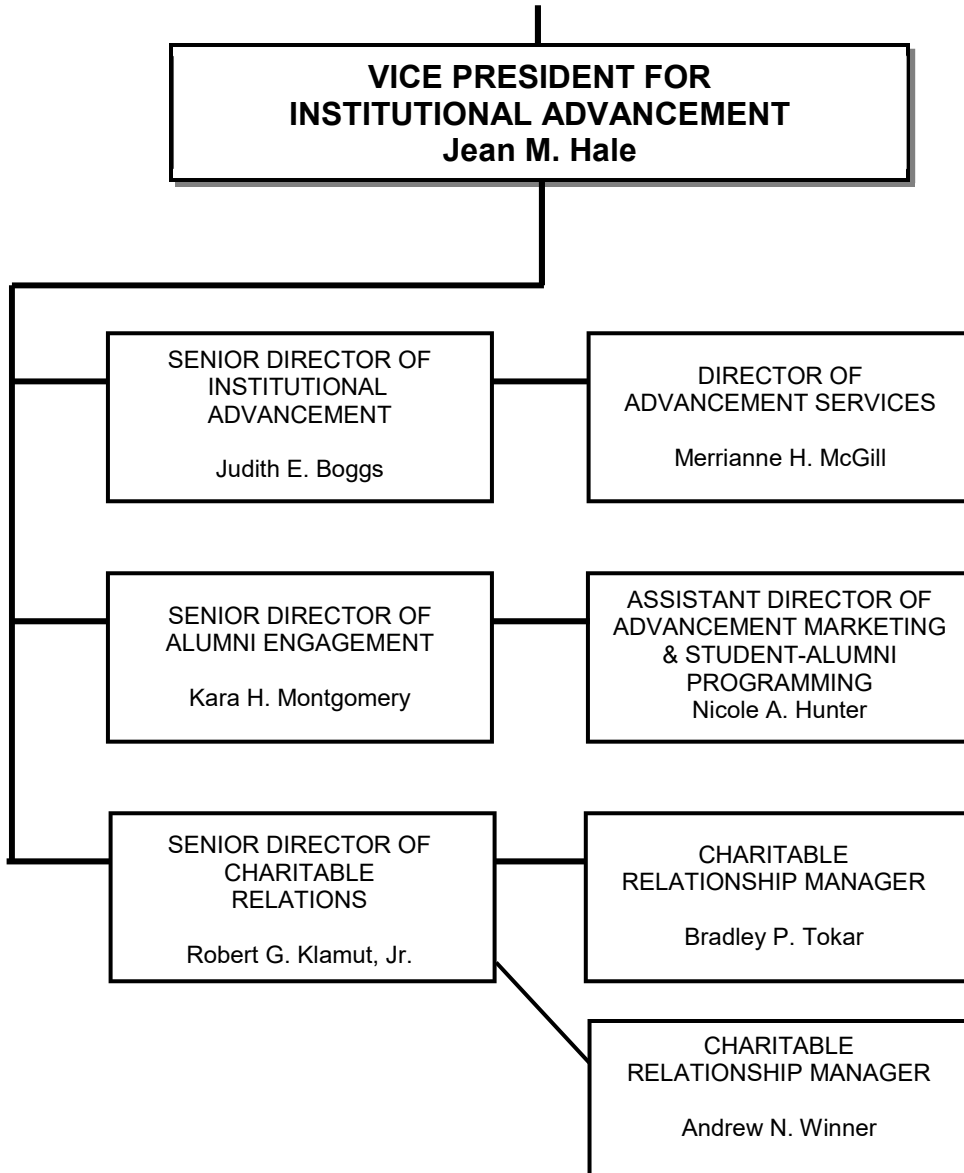 VICE PRESIDENT FOR
INSTITUTIONAL ADVANCEMENT
Jean M. Hale
SENIOR DIRECTOR OF
INSTITUTIONAL
ADVANCEMENT
Judith E. Boggs
DIRECTOR OF
ADVANCEMENT SERVICES
Merrianne H. McGill
SENIOR DIRECTOR OF
ALUMNI ENGAGEMENT
Kara H. Montgomery
ASSISTANT DIRECTOR OF
ADVANCEMENT MARKETING
& STUDENT-ALUMNI
PROGRAMMING
Nicole A. Hunter
SENIOR DIRECTOR OF
CHARITABLE
RELATIONS
Robert G. Klamut, Jr.
CHARITABLE
RELATIONSHIP MANAGER
Bradley P. Tokar
CHARITABLE
RELATIONSHIP MANAGER
Andrew N. Winner